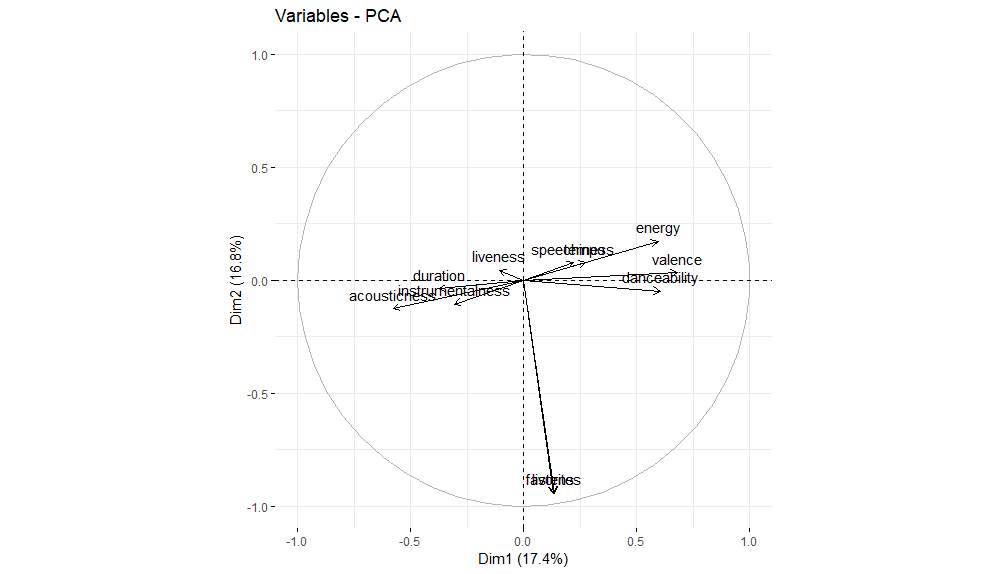 Variables - PCA
1.0
0.5
0.0
-0.5
-1.0
Dim2 (16.8%)
energy
speechiness
liveness
valence
duration
danceability
instrumentalness
acousticness
-1.0
-0.5
0.0
0.5
1.0
Dim1 (17.4%)